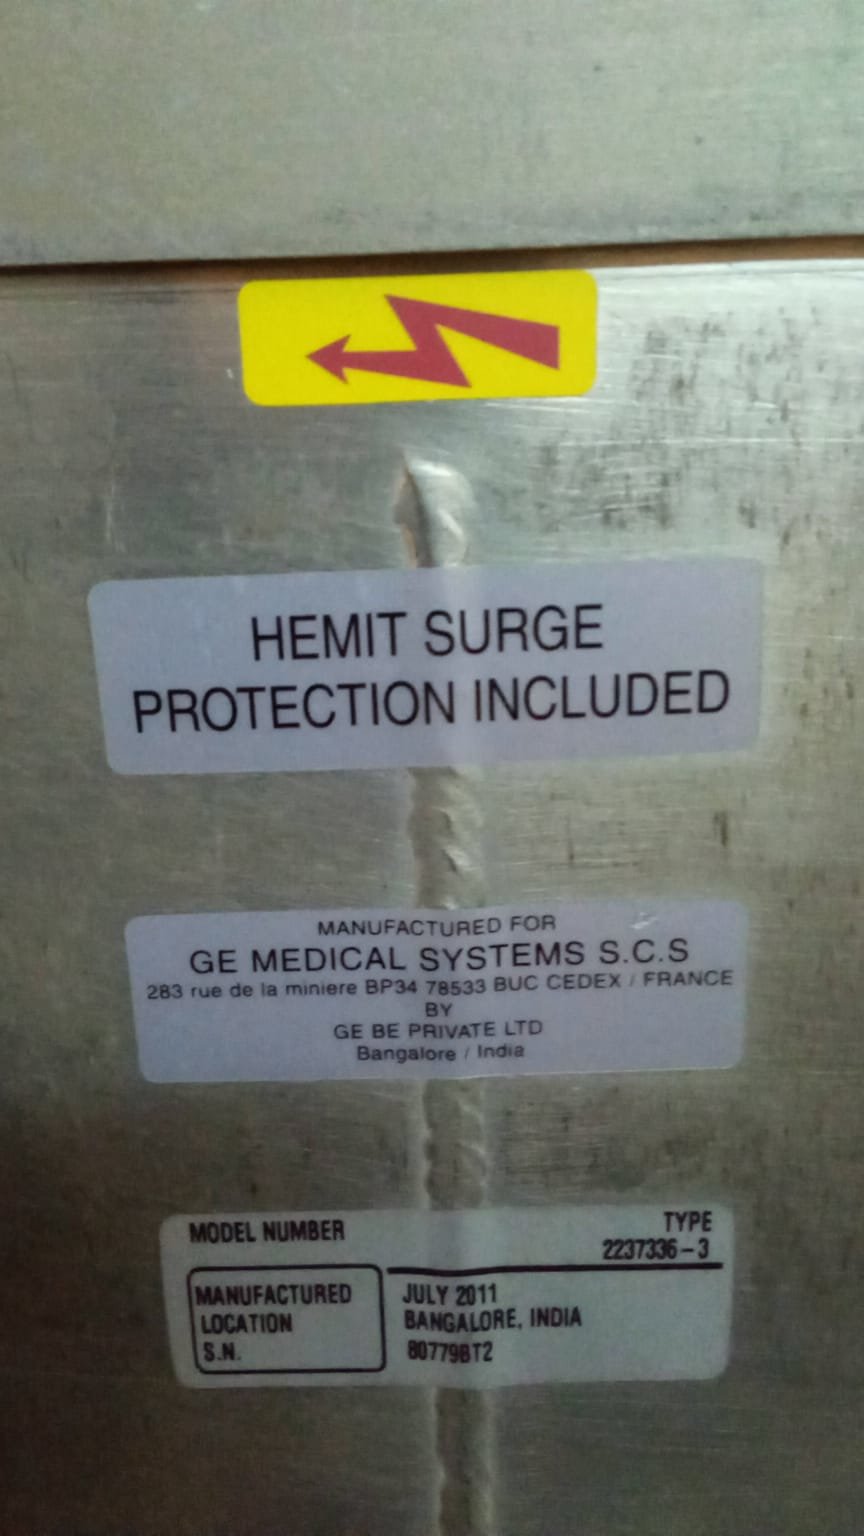 HEMIT SURGE
PROTECTION INCLUDED
MANUFACTURED FOR
GE MEDICAL SYSTEMS S.C.S
283 rue de la miniere BP34 78533 BUC CEDEX / FRANCE
BY
GE BE PRIVATE LTD
Bangalore / India
MODEL NUMBER TYPE
2237336-3
MANUFACTURED JULY 2011
LOCATION BANGALORE, INDIA
S.N. 80779BT2